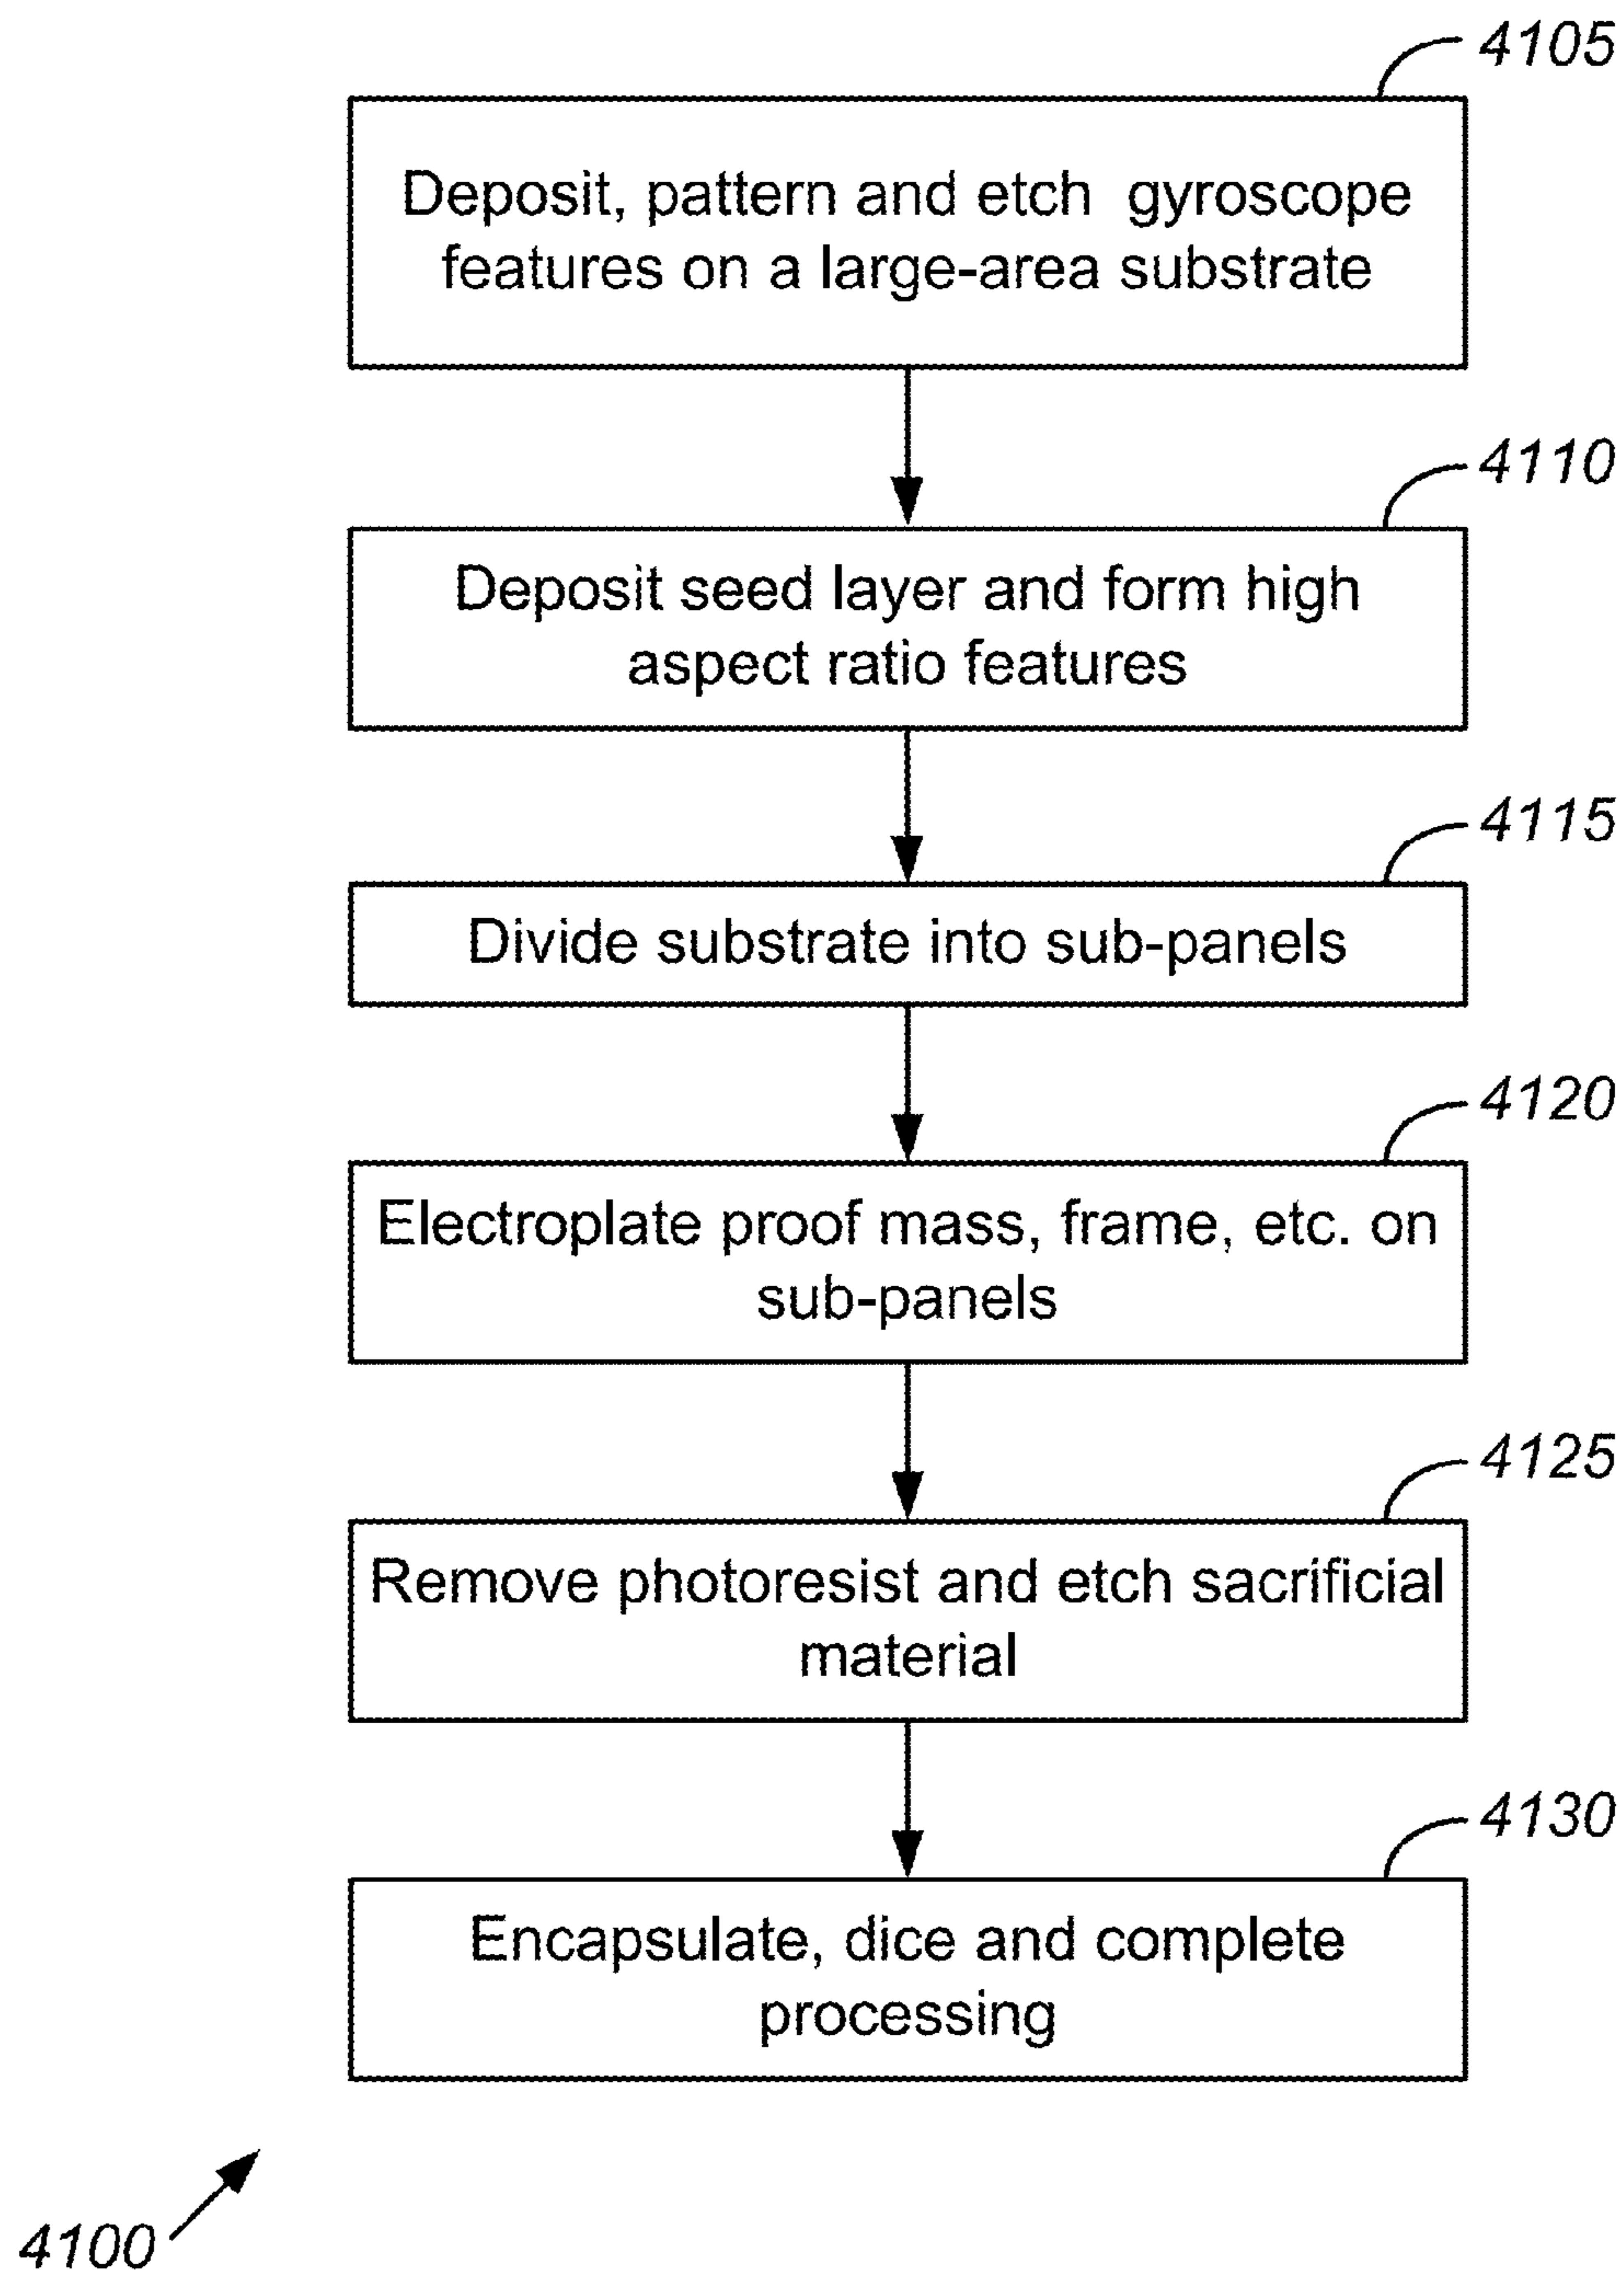 4105
Deposit, pattern and etch gyroscope
features on a large-area substrate
4110
Deposit seed layer and form high
aspect ratio features
4115
Divide substrate into sub-panels
4120
Electroplate proof mass, frame, etc. on
sub-panels
4125
Remove photoresist and etch sacrificial
material
4130
Encapsulate, dice and complete
processing
4100